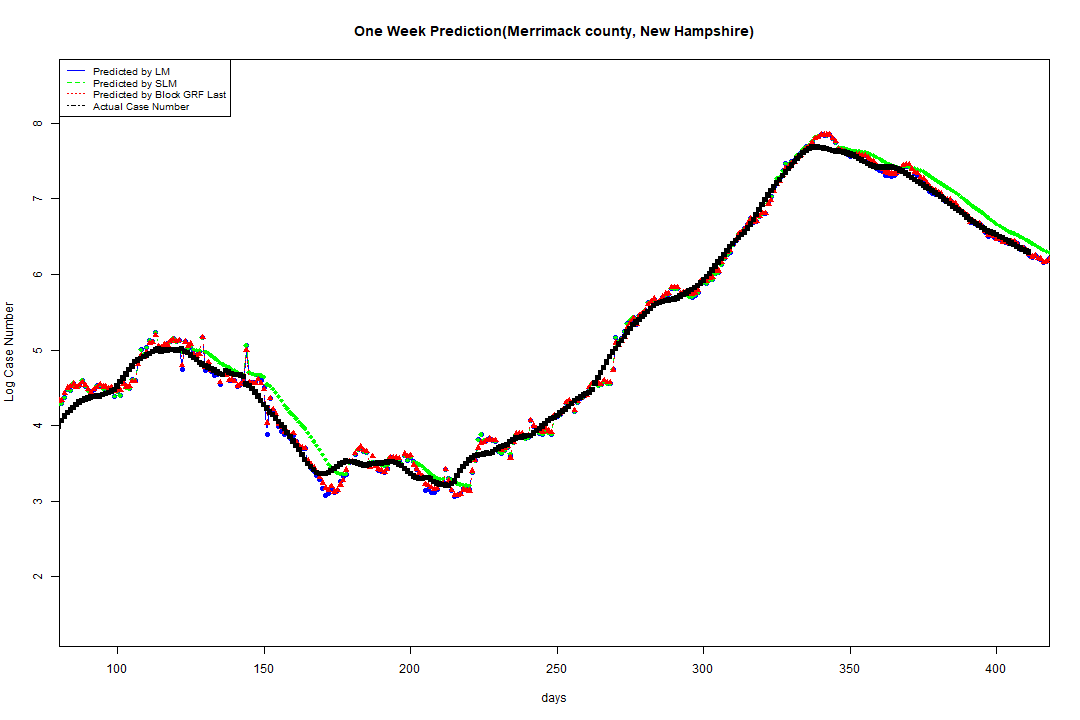 One Week Prediction(Merrimack county, New Hampshire)
Predicted by LM
Predicted by SLM
Predicted by Block GRF Last
Actual Case Number
Log Case Number
8
7
6
5
4
3
2
100 150 200 250 300 350 400
days